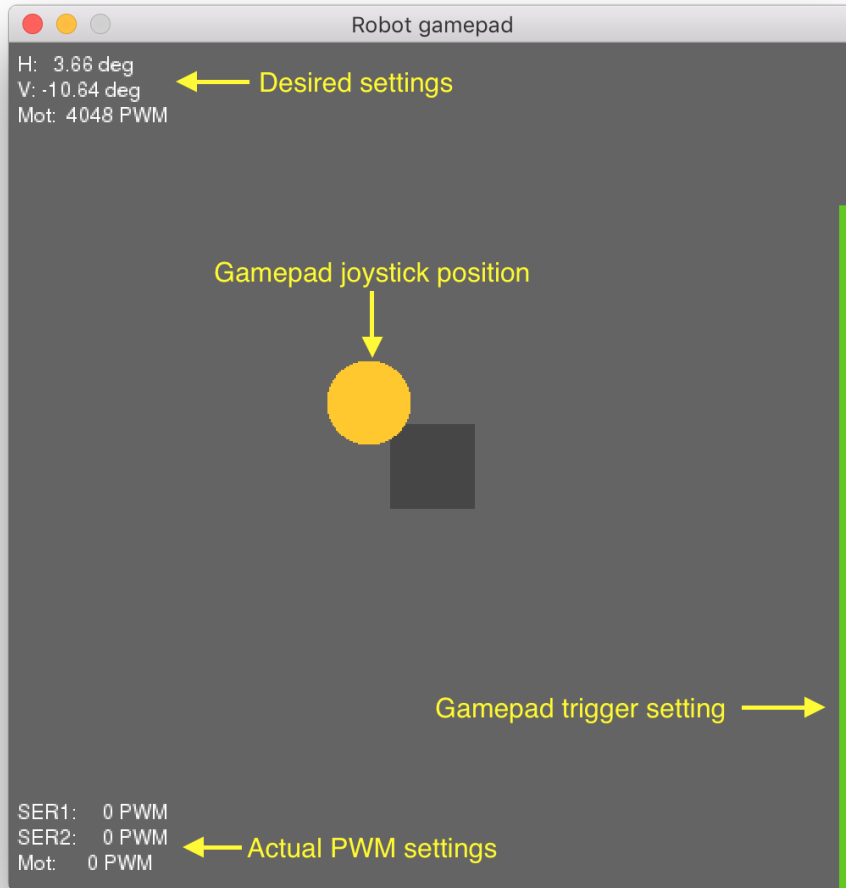 Robot gamepad
H: 3.66 deg
V: -10.64 deg
Mot: 4048 PWM
Desired settings
Gamepad joystick position
Gamepad trigger setting
SER1: 0 PWM
SER2: 0 PWM
Mot: 0 PWM
Actual PWM settings